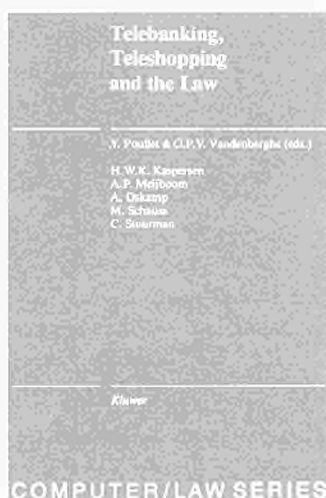 Telebanking,
Teleshopping
and the Law
Y. Poullet & G.P.V. Vandenberghe (eds.)
H.W.K. Kaspersen
A.P. Meijboom
A. Oskamp
M. Schauss
C. Stuurman
Kluwer
COMPUTER/LAW SERIES